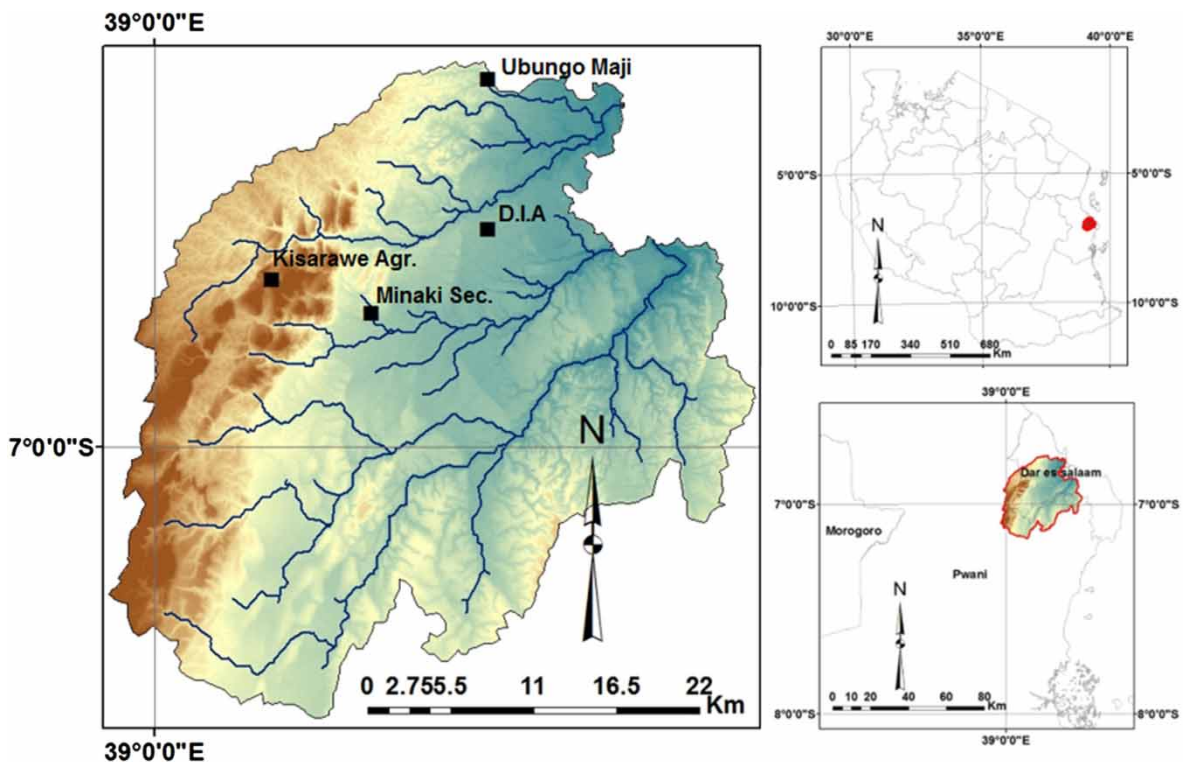 39°0'0"E
Ubungo Maji
D.I.A
Kisarawe Agr.
Minaki Sec.
7°0'0"S
N
0 2.755.5 11 16.5 22
Km
39°0'0"E
30°0'0"E 35°0'0"E 40°0'0"E
5°0'0"S 5°0'0"S
N
10°0'0"S 10°0'0"S
0 85 170 340 510 680
Km
39°0'0"E
Dar es salaam
7°0'0"S 7°0'0"S
Morogoro
Pwani
N
0 10 20 40 60 80
Km
8°0'0"S 8°0'0"S
39°0'0"E